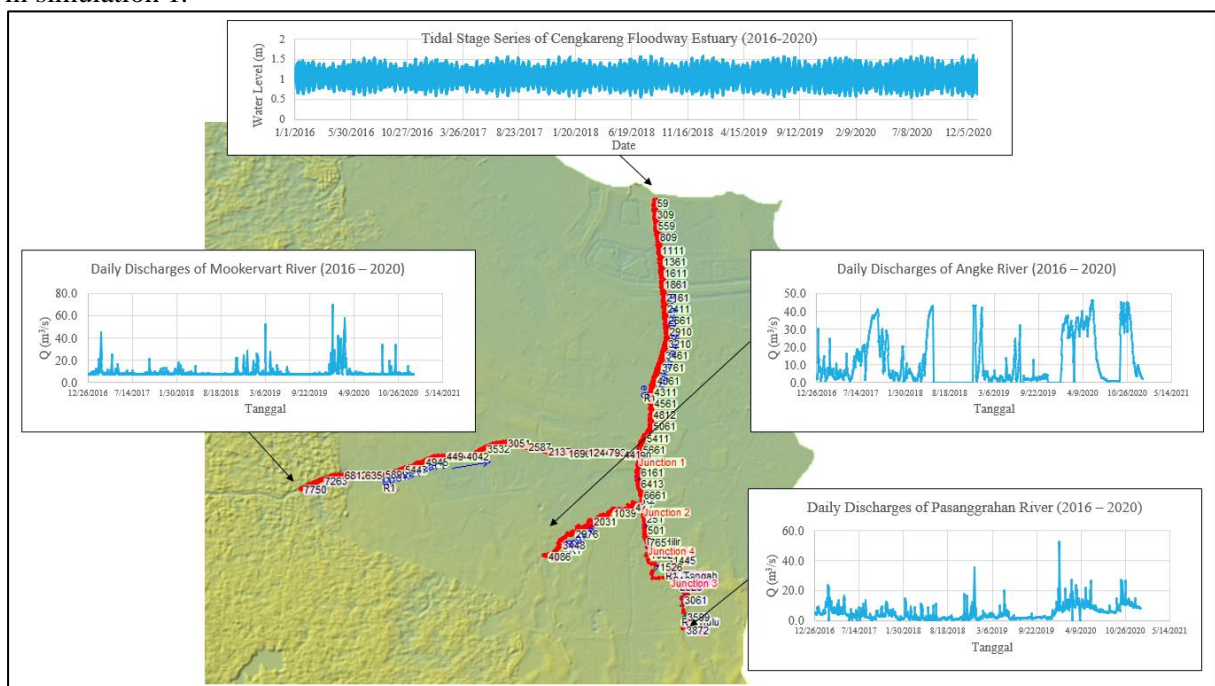 in simulation 1.
Tidal Stage Series of Cengkareng Floodway Estuary (2016-2020)
Water Level (m)
2
1.5
1
0.5
0
1/1/2016 5/30/2016 10/27/2016 3/26/2017 8/23/2017 1/20/2018 6/19/2018 11/16/2018 4/15/2019 9/12/2019 2/9/2020 7/8/2020 12/5/2020
Date
Daily Discharges of Mookervart River (2016 – 2020)
Q (m³/s)
80.0
60.0
40.0
20.0
0.0
12/26/2016 7/14/2017 1/30/2018 8/18/2018 3/6/2019 9/22/2019 4/9/2020 10/26/2020 5/14/2021
Tanggal
Daily Discharges of Angke River (2016 – 2020)
Q (m³/s)
50.0
40.0
30.0
20.0
10.0
0.0
12/26/2016 7/14/2017 1/30/2018 8/18/2018 3/6/2019 9/22/2019 4/9/2020 10/26/2020 5/14/2021
Tanggal
Daily Discharges of Pasanggrahan River (2016 – 2020)
Q (m³/s)
60.0
40.0
20.0
0.0
12/26/2016 7/14/2017 1/30/2018 8/18/2018 3/6/2019 9/22/2019 4/9/2020 10/26/2020 5/14/2021
Tanggal
59
309
559
809
1111
1361
1611
1861
2411
2910
3210
3461
3761
4061
4311
4561
4812
5061
5411
5661
Junction 1
6161
6413
6661
Junction 2
501
Junction 4
1526
Junction 3
3061
3872
7750
7263
4945
4042
3532
3051
2587
R1
1039
2031
2976
3448
4086